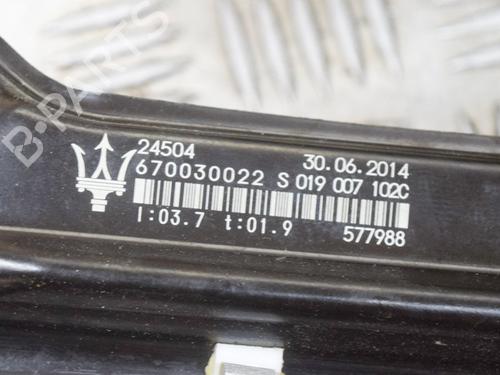 B-PARTS
24504 30.06.2014
670030022 S 019 007 102C
I:03.7 t:01.9 577988